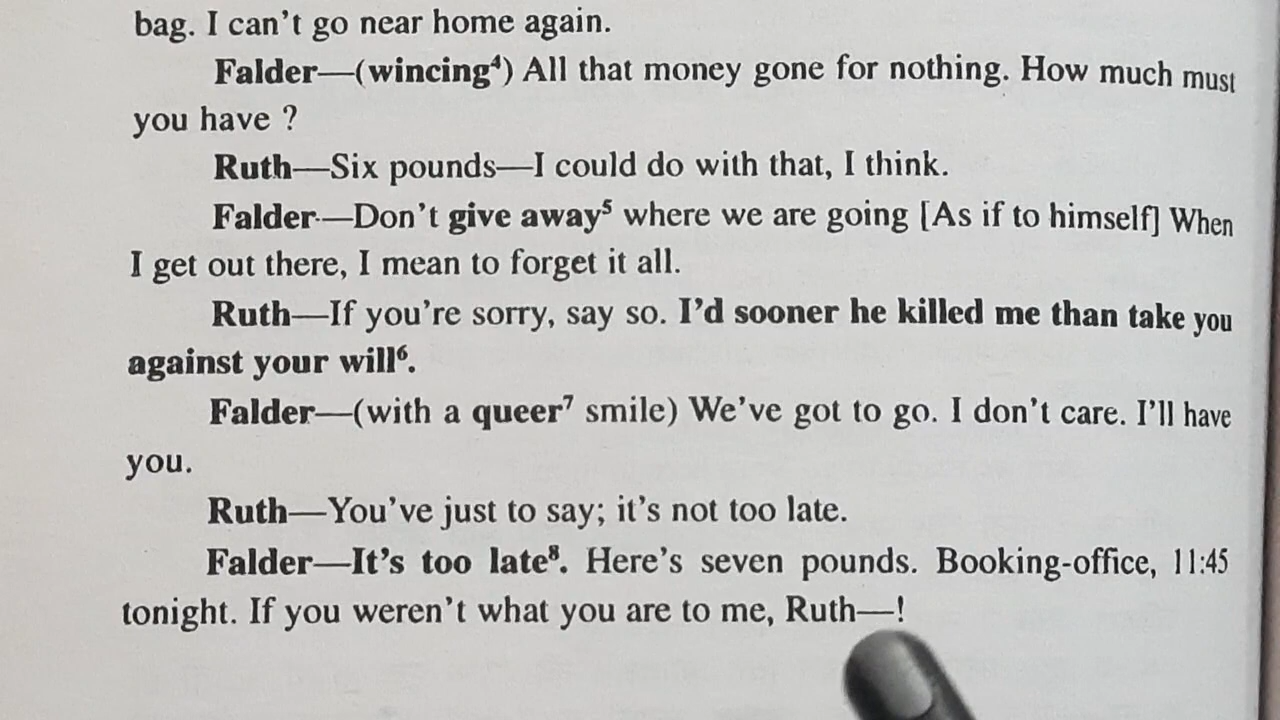 bag. I can't go near home again.
Falder—(wincing⁴) All that money gone for nothing. How much must
you have ?
Ruth—Six pounds—I could do with that, I think.
Falder—Don't give away⁵ where we are going [As if to himself] When
I get out there, I mean to forget it all.
Ruth—If you're sorry, say so. I'd sooner he killed me than take you
against your will⁶.
Falder—(with a queer⁷ smile) We've got to go. I don't care. I'll have
you.
Ruth—You've just to say; it's not too late.
Falder—It's too late⁸. Here's seven pounds. Booking-office, 11:45
tonight. If you weren't what you are to me, Ruth—!